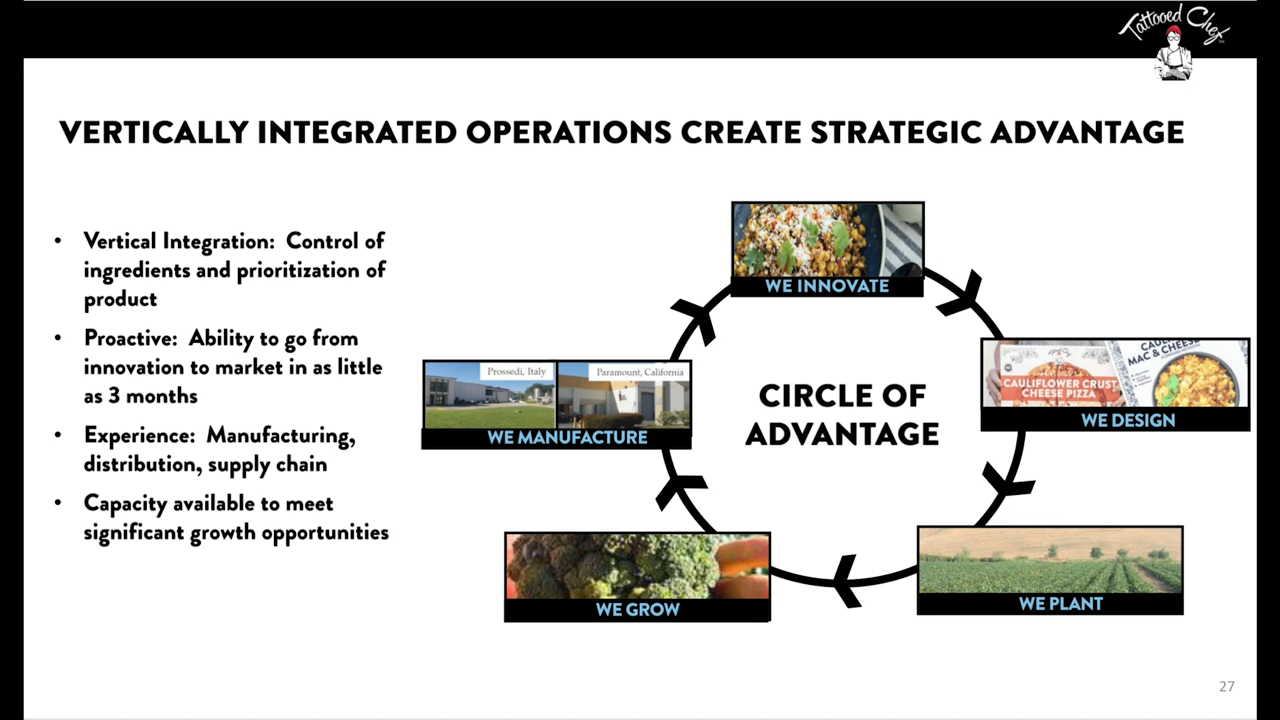 Tattooed Chef
VERTICALLY INTEGRATED OPERATIONS CREATE STRATEGIC ADVANTAGE
• Vertical Integration: Control of
ingredients and prioritization of
product
• Proactive: Ability to go from
innovation to market in as little
as 3 months
• Experience: Manufacturing,
distribution, supply chain
• Capacity available to meet
significant growth opportunities
WE INNOVATE
CAULIFLOWER CRUST
CHEESE PIZZA
MAC & CHEESE
WE DESIGN
WE PLANT
WE GROW
Prossedi, Italy
Paramount, California
WE MANUFACTURE
CIRCLE OF
ADVANTAGE
27